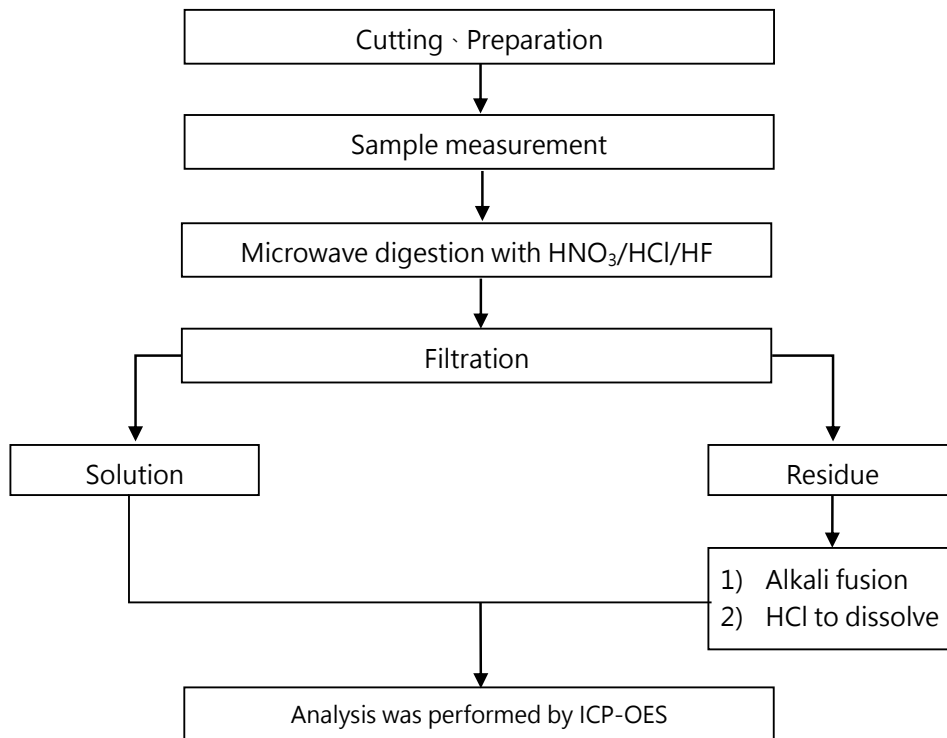 Cutting、Preparation
Sample measurement
Microwave digestion with HNO₃/HCl/HF
Filtration
Solution
Residue
1) Alkali fusion
2) HCl to dissolve
Analysis was performed by ICP-OES